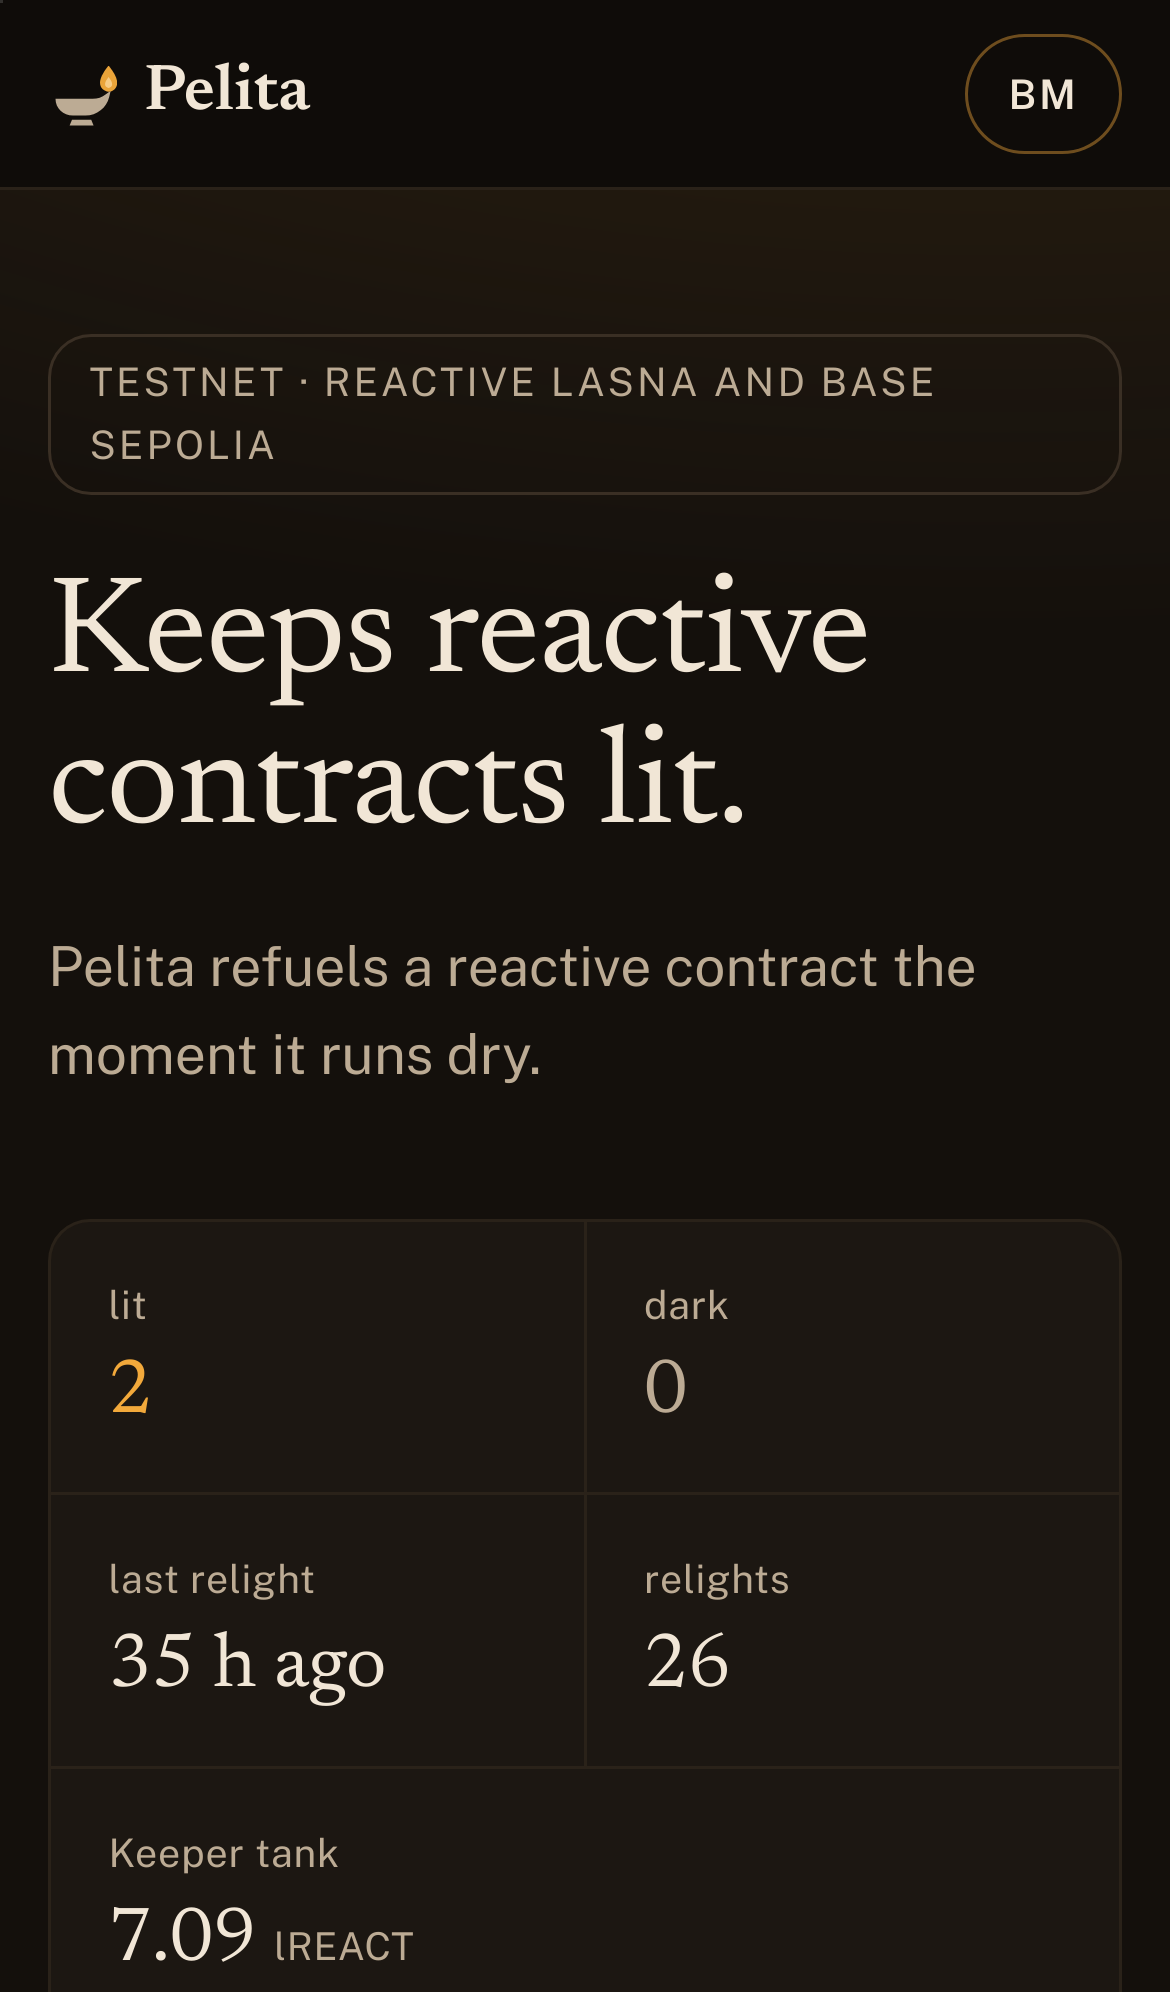 Pelita
BM
TESTNET · REACTIVE LASNA AND BASE
SEPOLIA
Keeps reactive
contracts lit.
Pelita refuels a reactive contract the
moment it runs dry.
lit
2
dark
0
last relight
35 h ago
relights
26
Keeper tank
7.09 lREACT